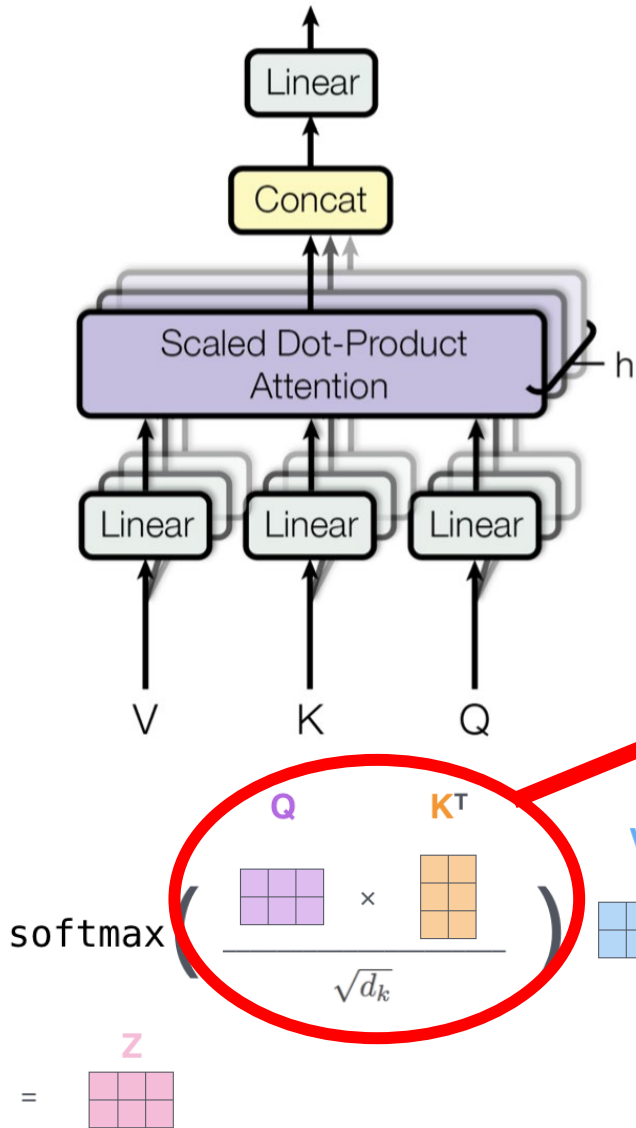 Linear
Concat
Scaled Dot-Product
Attention
h
Linear Linear Linear
V K Q
Q Kᵀ
softmax ( × )
√dₖ
Z
=